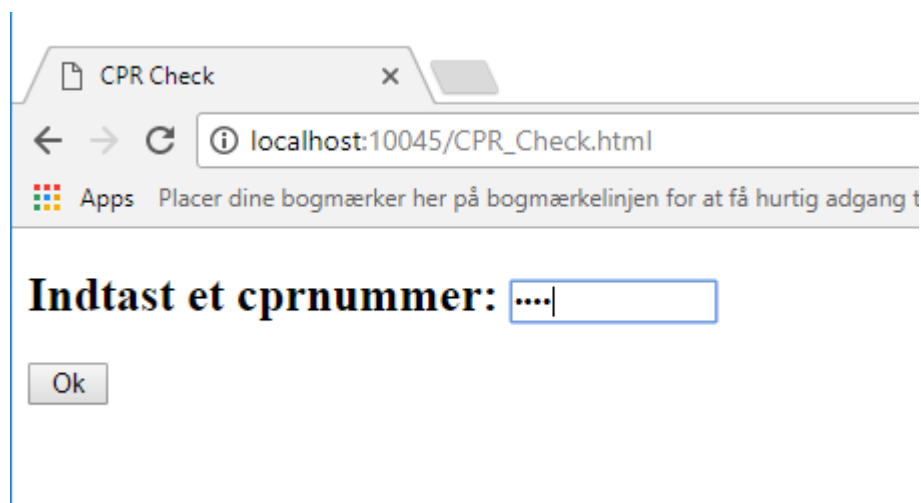 CPR Check
localhost:10045/CPR_Check.html
Apps Placer dine bogmærker her på bogmærkelinjen for at få hurtig adgang t
Indtast et cprnummer: ····
Ok